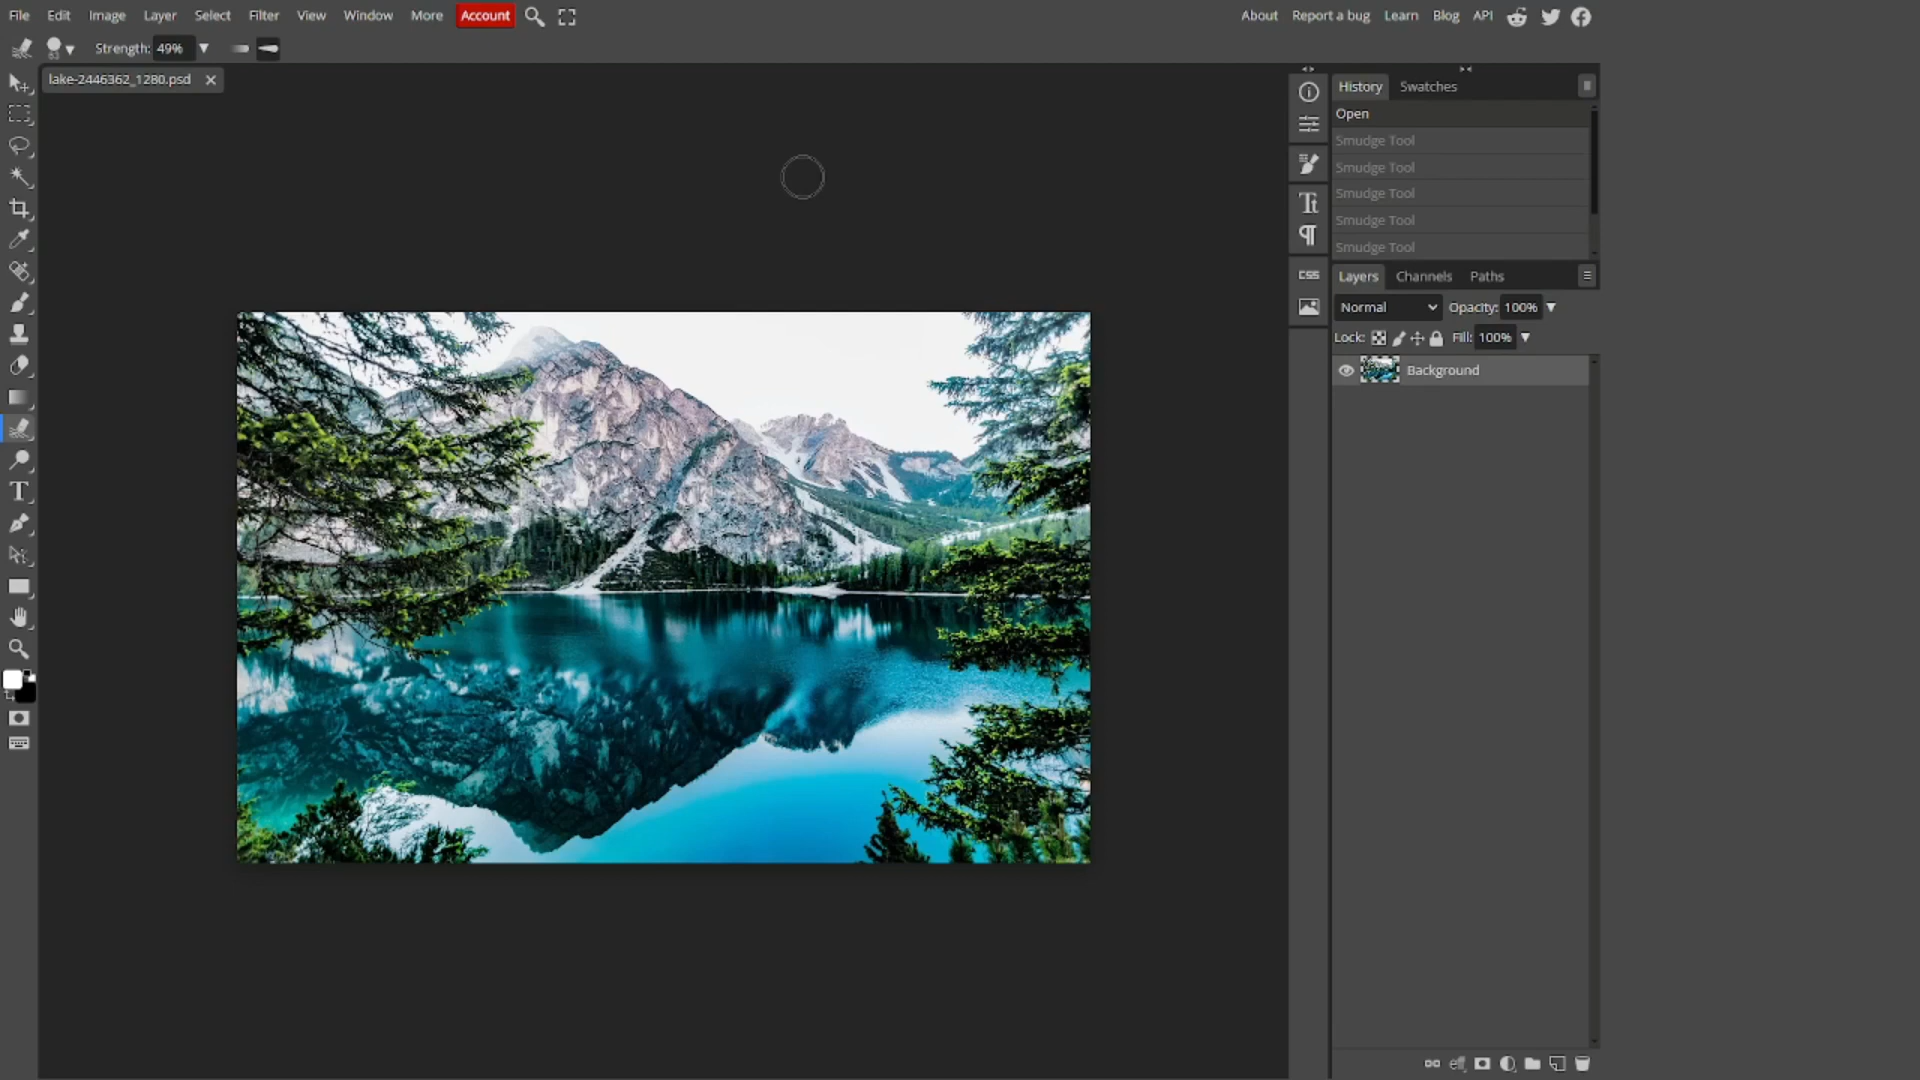 File Edit Image Layer Select Filter View Window More Account
About Report a bug Learn Blog API
63 Strength: 49%
lake-2446362_1280.psd
History Swatches
Open
Smudge Tool
Smudge Tool
Smudge Tool
Smudge Tool
Smudge Tool
CSS
Layers Channels Paths
Normal Opacity: 100%
Lock: Fill: 100%
Background
eff